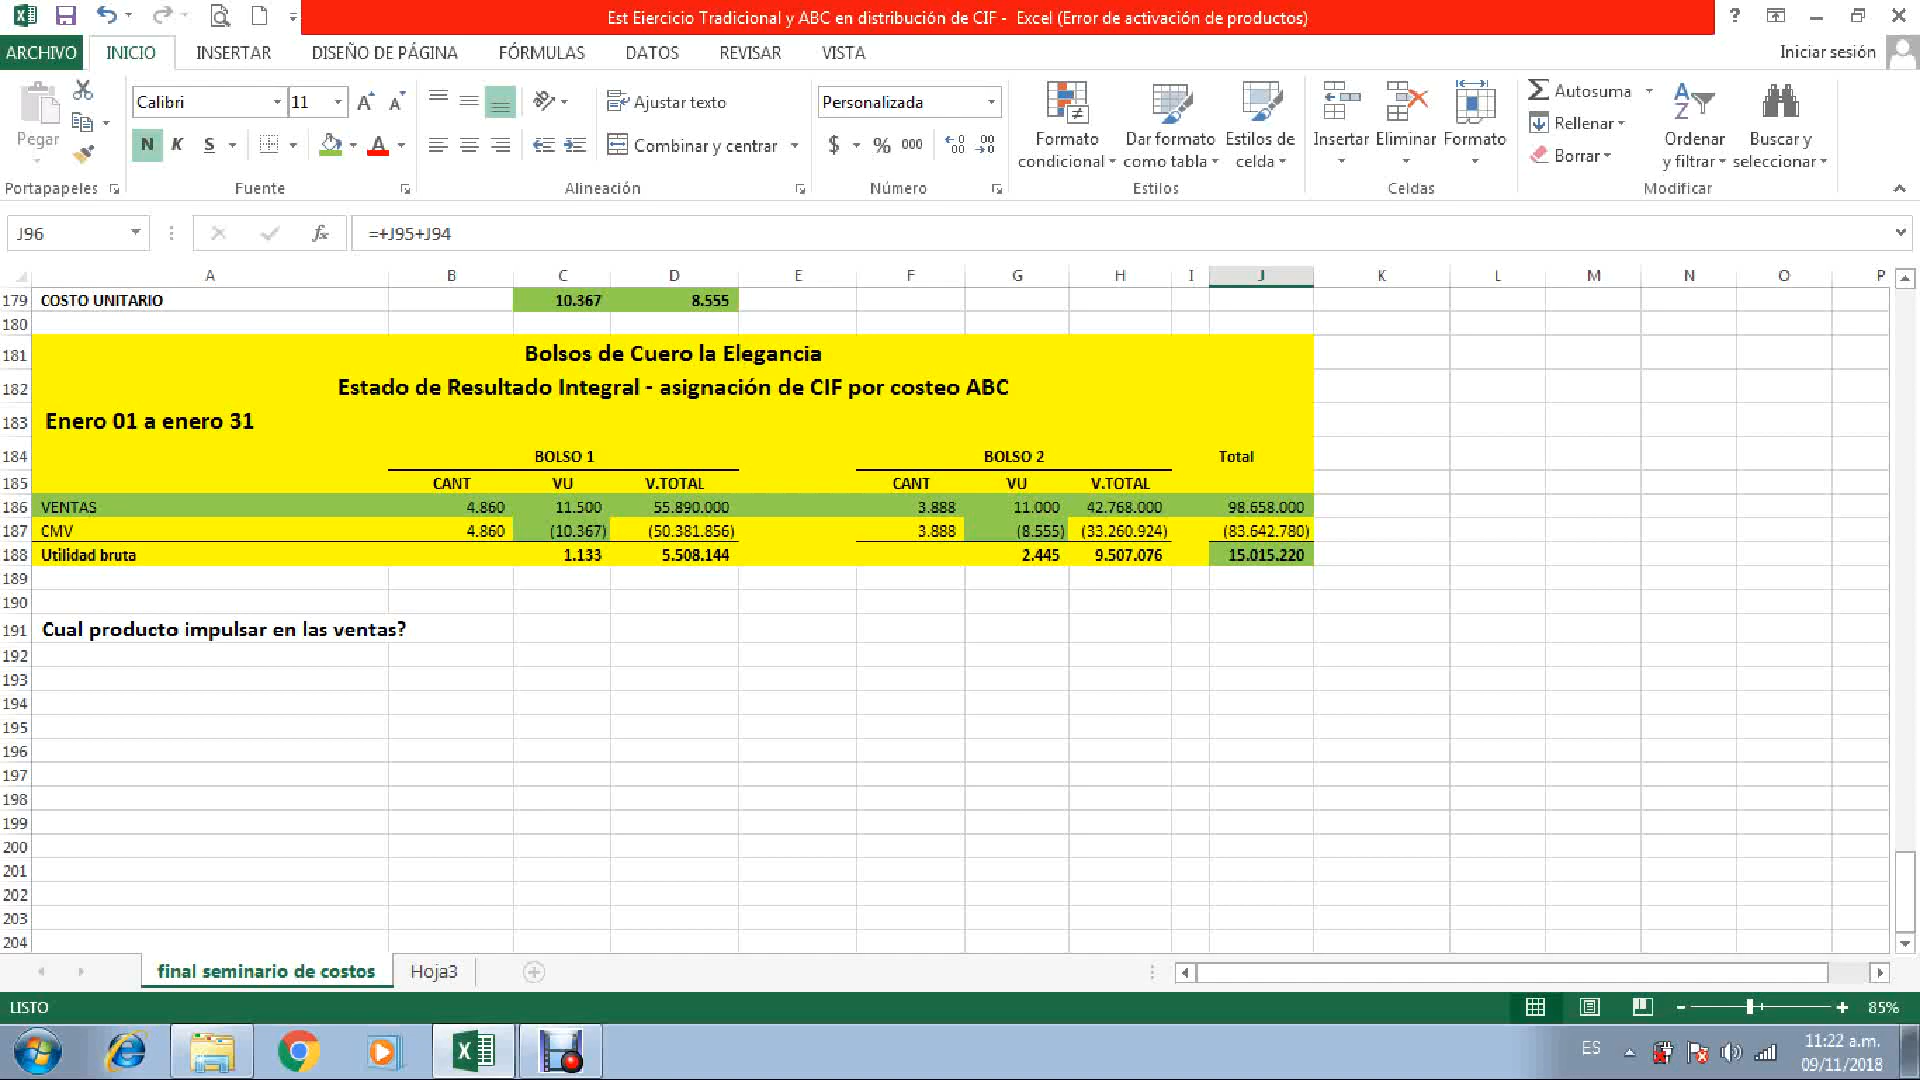 Est Ejercicio Tradicional y ABC en distribución de CIF - Excel (Error de activación de productos)
ARCHIVO INICIO INSERTAR DISEÑO DE PÁGINA FÓRMULAS DATOS REVISAR VISTA Iniciar sesión
Pegar
Calibri 11
N K S
Ajustar texto
Combinar y centrar
Personalizada
$ % 000
Formato condicional
Dar formato como tabla
Estilos de celda
Insertar Eliminar Formato
Autosuma
Rellenar
Borrar
Ordenar y filtrar
Buscar y seleccionar
Portapapeles Fuente Alineación Número Estilos Celdas Modificar
J96 fx =+J95+J94
A B C D E F G H I J K L M N O P
179 COSTO UNITARIO 10.367 8.555
180
181 Bolsos de Cuero la Elegancia
182 Estado de Resultado Integral - asignación de CIF por costeo ABC
183 Enero 01 a enero 31
184 BOLSO 1 BOLSO 2 Total
185 CANT VU V.TOTAL CANT VU V.TOTAL
186 VENTAS 4.860 11.500 55.890.000 3.888 11.000 42.768.000 98.658.000
187 CMV 4.860 (10.367) (50.381.856) 3.888 (8.555) (33.260.924) (83.642.780)
188 Utilidad bruta 1.133 5.508.144 2.445 9.507.076 15.015.220
189
190
191 Cual producto impulsar en las ventas?
192
193
194
195
196
197
198
199
200
201
202
203
204
final seminario de costos Hoja3
LISTO 85%
ES 11:22 a.m.
09/11/2018